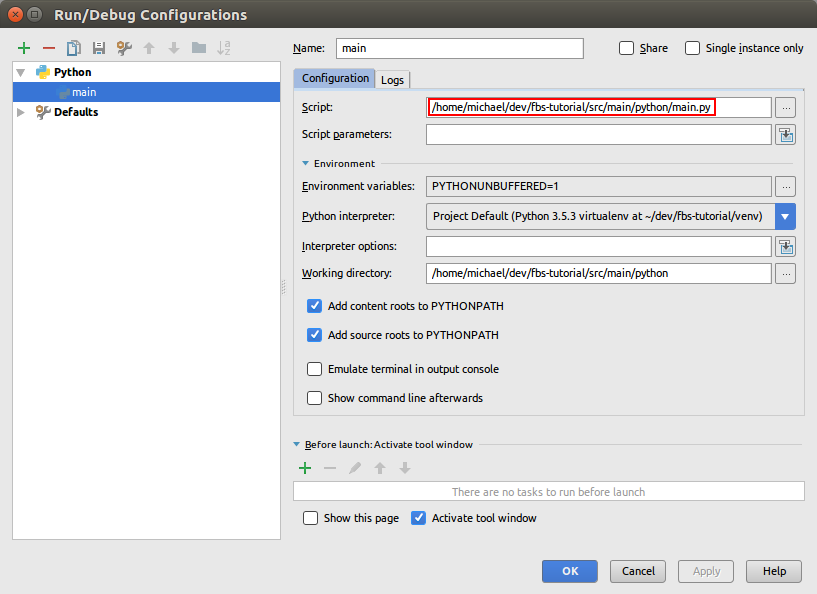 Run/Debug Configurations
Name: main Share Single instance only
Python
main
Defaults
Configuration Logs
Script: /home/michael/dev/fbs-tutorial/src/main/python/main.py ...
Script parameters:
Environment
Environment variables: PYTHONUNBUFFERED=1 ...
Python interpreter: Project Default (Python 3.5.3 virtualenv at ~/dev/fbs-tutorial/venv)
Interpreter options:
Working directory: /home/michael/dev/fbs-tutorial/src/main/python ...
Add content roots to PYTHONPATH
Add source roots to PYTHONPATH
Emulate terminal in output console
Show command line afterwards
Before launch: Activate tool window
There are no tasks to run before launch
Show this page Activate tool window
OK Cancel Apply Help